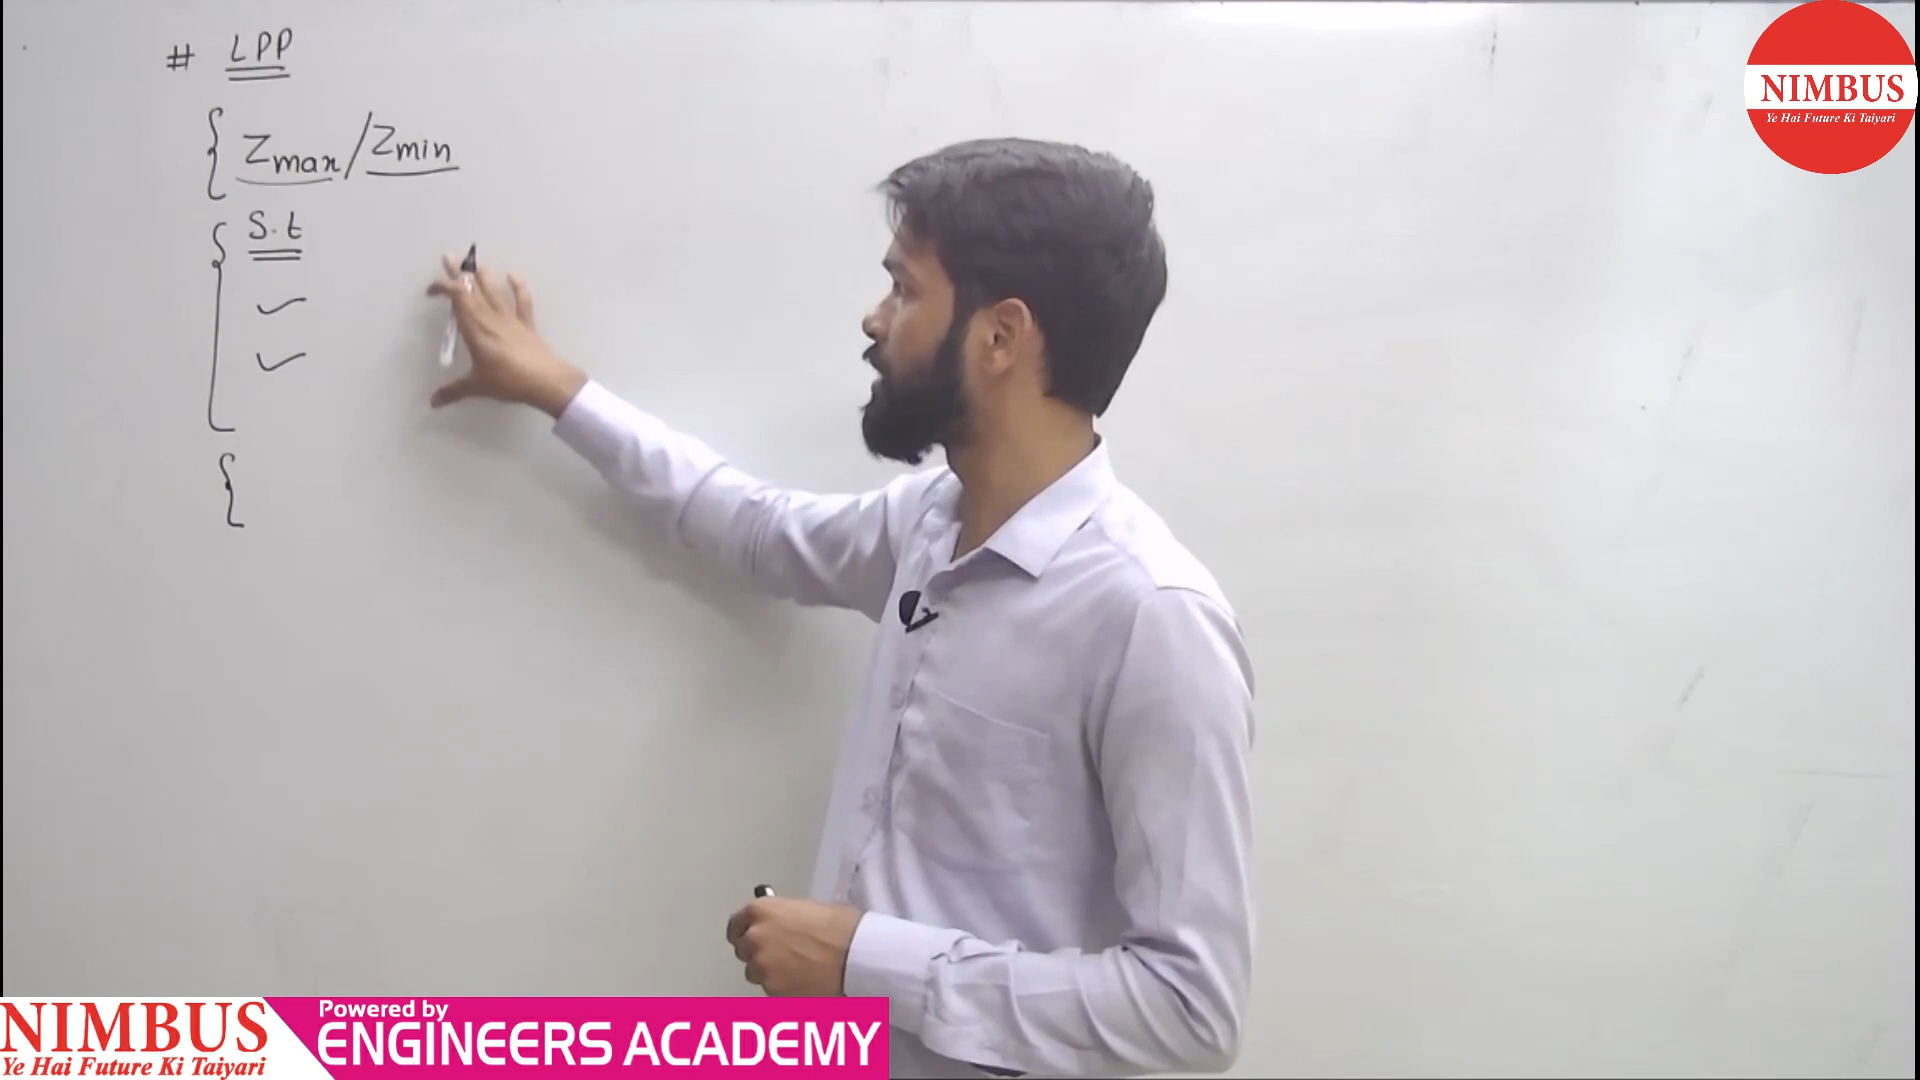 # LPP
{ Zmax / Zmin
{ S.t
{
NIMBUS
Ye Hai Future Ki Taiyari
NIMBUS
Ye Hai Future Ki Taiyari
Powered by
ENGINEERS ACADEMY